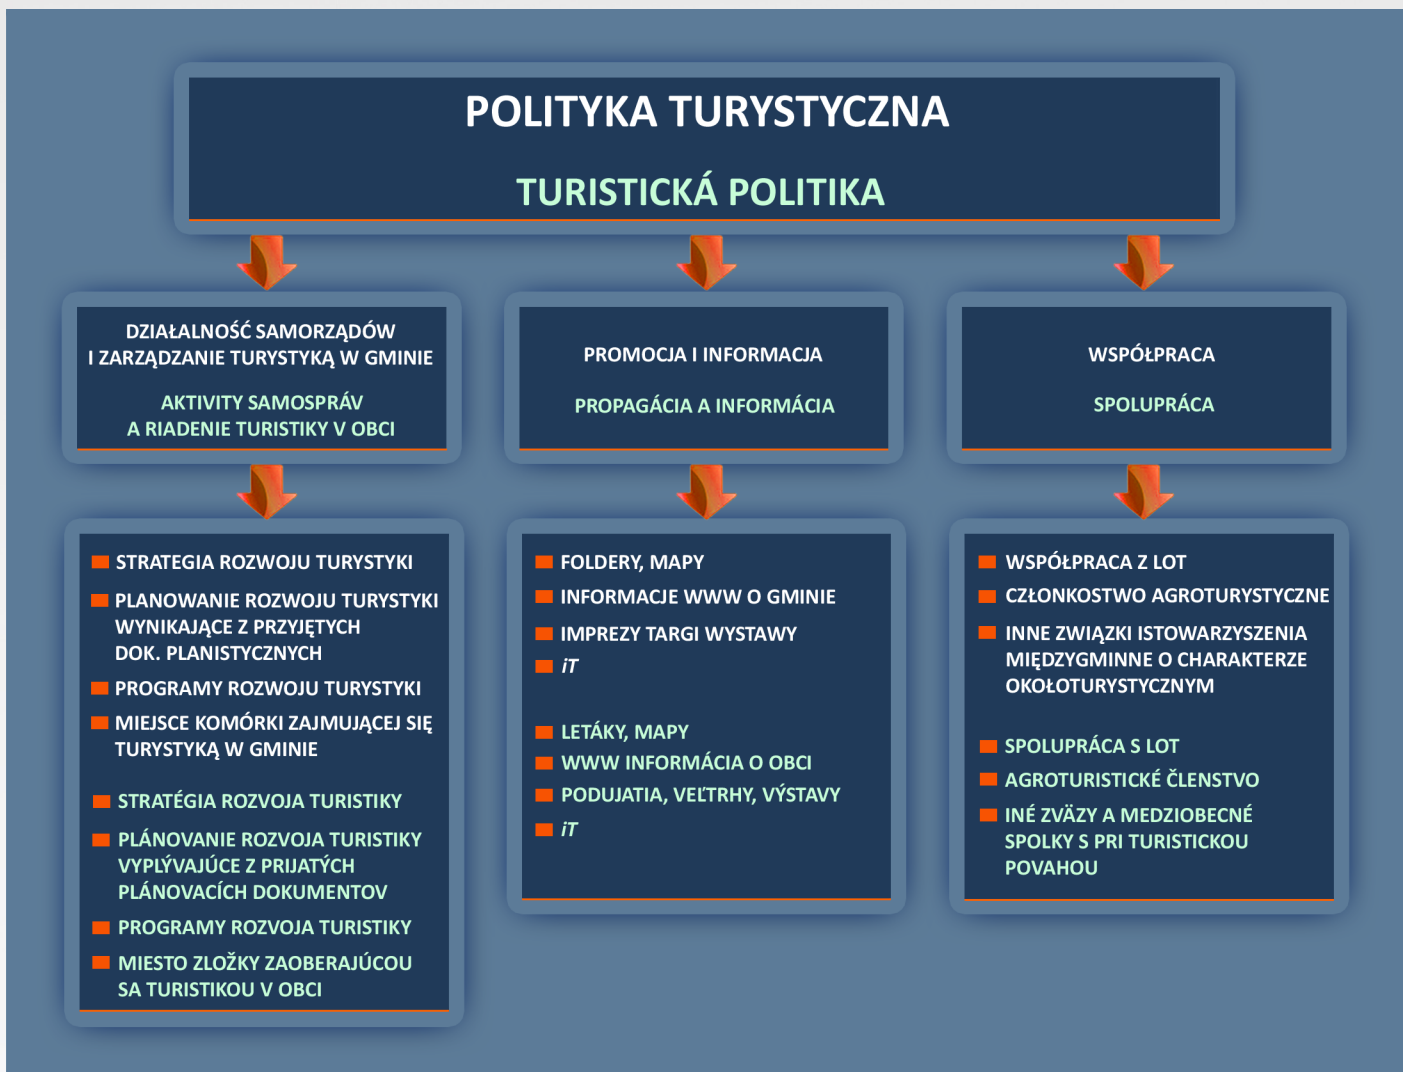 POLITYKA TURYSTYCZNA
TURISTICKÁ POLITIKA
DZIAŁALNOŚĆ SAMORZĄDÓW
I ZARZĄDZANIE TURYSTYKĄ W GMINIE
AKTIVITY SAMOSPRÁV
A RIADENIE TURISTIKY V OBCI
PROMOCJA I INFORMACJA
PROPAGÁCIA A INFORMÁCIA
WSPÓŁPRACA
SPOLUPRÁCA
STRATEGIA ROZWOJU TURYSTYKI
PLANOWANIE ROZWOJU TURYSTYKI
WYNIKAJĄCE Z PRZYJĘTYCH
DOK. PLANISTYCZNYCH
PROGRAMY ROZWOJU TURYSTYKI
MIEJSCE KOMÓRKI ZAJMUJĄCEJ SIĘ
TURYSTYKĄ W GMINIE
STRATÉGIA ROZVOJA TURISTIKY
PLÁNOVANIE ROZVOJA TURISTIKY
VYPLÝVAJÚCE Z PRIJATÝCH
PLÁNOVACÍCH DOKUMENTOV
PROGRAMY ROZVOJA TURISTIKY
MIESTO ZLOŽKY ZAOBERAJÚCOU
SA TURISTIKOU V OBCI
FOLDERY, MAPY
INFORMACJE WWW O GMINIE
IMPREZY TARGI WYSTAWY
iT
LETÁKY, MAPY
WWW INFORMÁCIA O OBCI
PODUJATIA, VEĽTRHY, VÝSTAVY
iT
WSPÓŁPRACA Z LOT
CZŁONKOSTWO AGROTURYSTYCZNE
INNE ZWIĄZKI ISTOWARZYSZENIA
MIĘDZYGMINNE O CHARAKTERZE
OKOŁOTURYSTYCZNYM
SPOLUPRÁCA S LOT
AGROTURISTICKÉ ČLENSTVO
INÉ ZVÄZY A MEDZIOBECNÉ
SPOLKY S PRI TURISTICKOU
POVAHOU